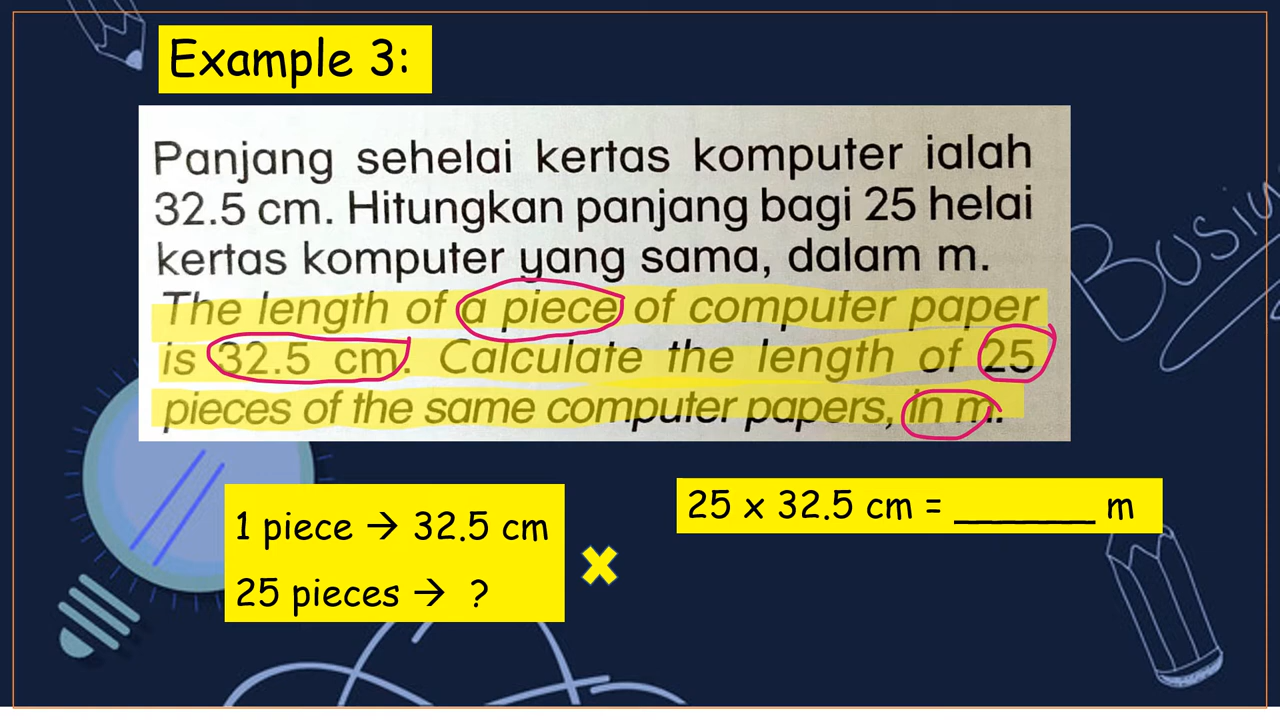 Example 3:
Panjang sehelai kertas komputer ialah
32.5 cm. Hitungkan panjang bagi 25 helai
kertas komputer yang sama, dalam m.
The length of a piece of computer paper
is 32.5 cm. Calculate the length of 25
pieces of the same computer papers, in m.
1 piece → 32.5 cm
25 pieces → ?
25 x 32.5 cm = ______ m